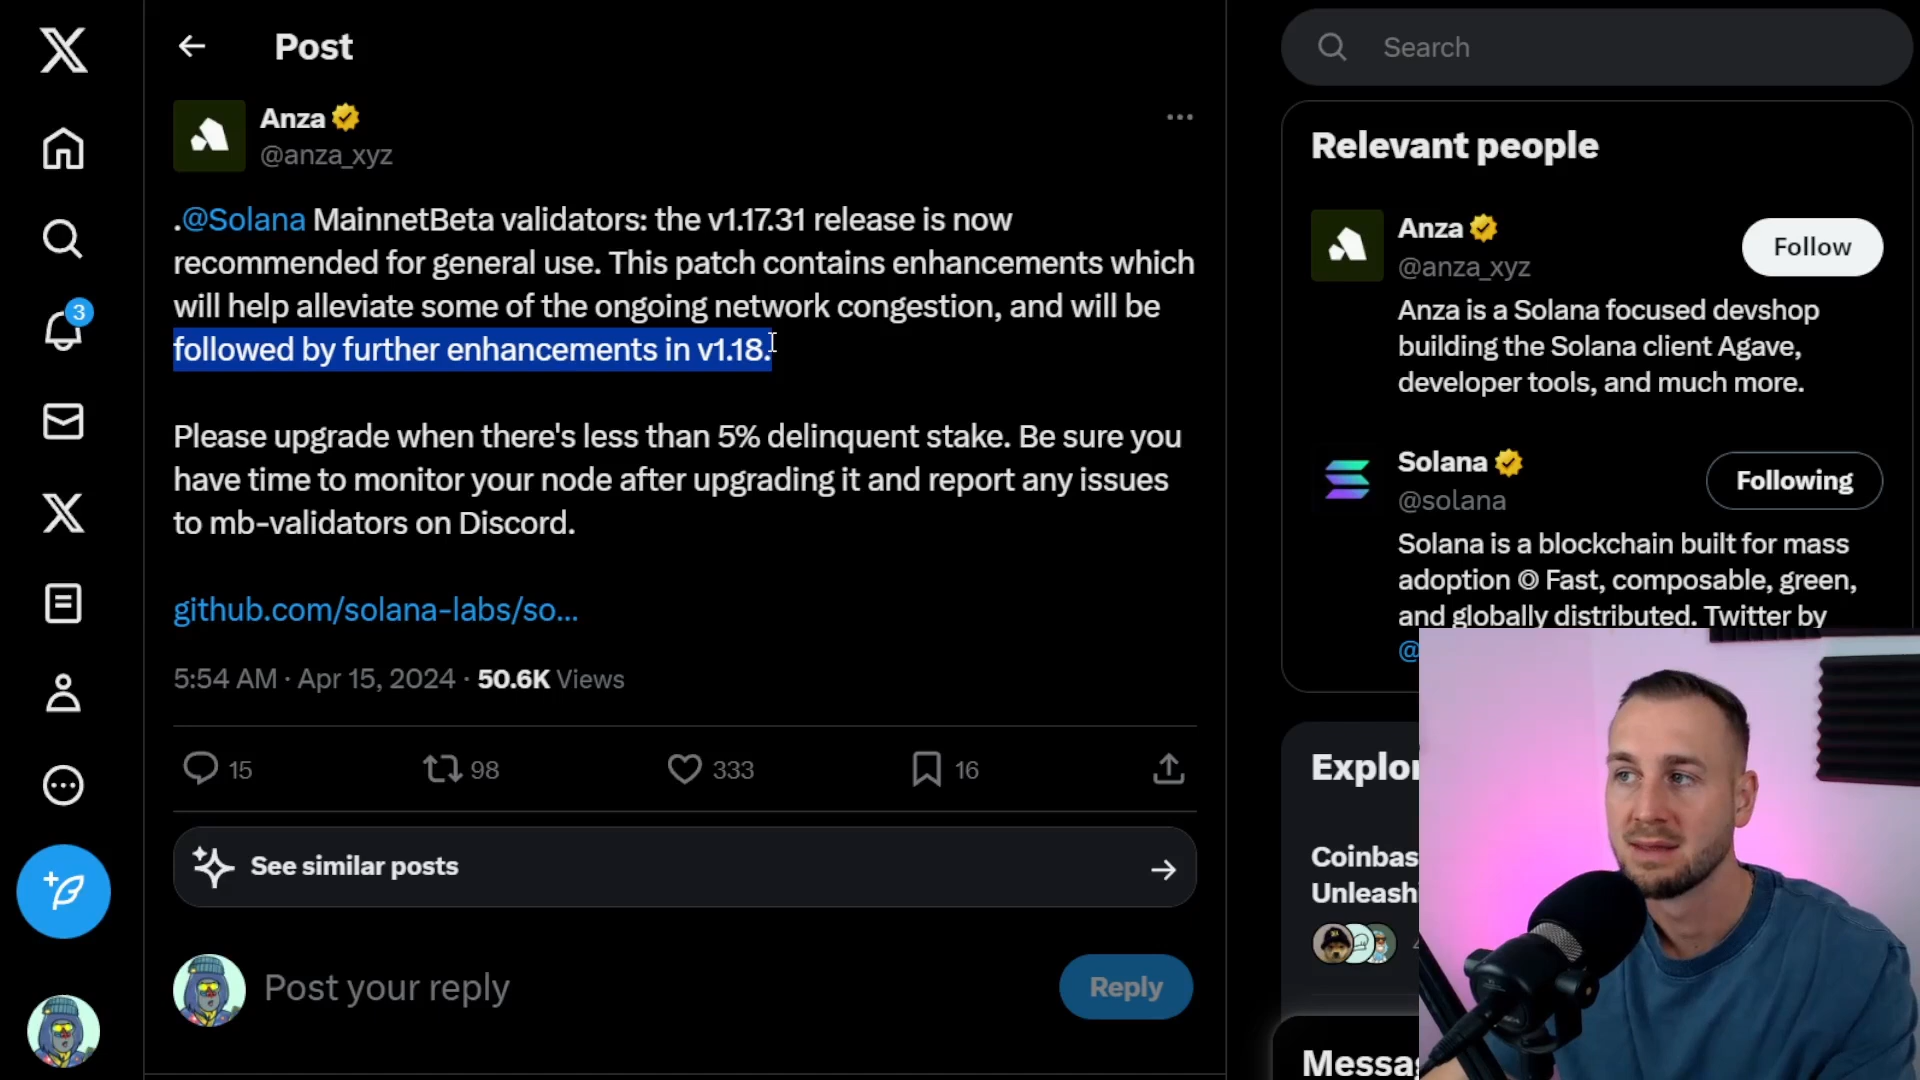 Post
Search
Anza
@anza_xyz
.@Solana MainnetBeta validators: the v1.17.31 release is now
recommended for general use. This patch contains enhancements which
will help alleviate some of the ongoing network congestion, and will be
followed by further enhancements in v1.18.
Please upgrade when there's less than 5% delinquent stake. Be sure you
have time to monitor your node after upgrading it and report any issues
to mb-validators on Discord.
github.com/solana-labs/so...
5:54 AM · Apr 15, 2024 · 50.6K Views
15 98 333 16
See similar posts
Post your reply
Reply
3
Relevant people
Anza
@anza_xyz
Follow
Anza is a Solana focused devshop
building the Solana client Agave,
developer tools, and much more.
Solana
@solana
Following
Solana is a blockchain built for mass
adoption ◎ Fast, composable, green,
and globally distributed. Twitter by
@
Explor
Coinbas
Unleash
Messa